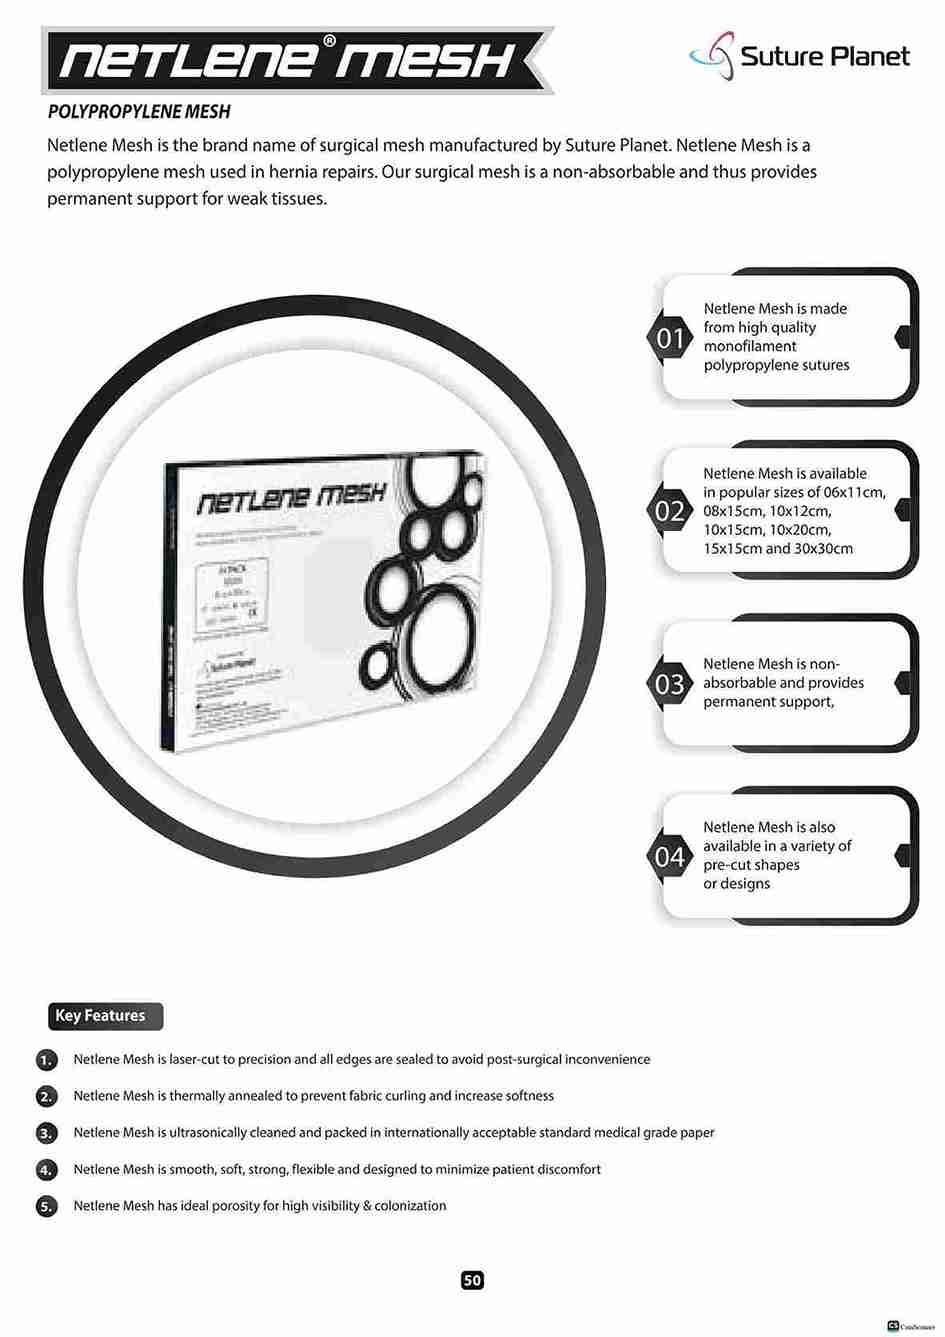 NETLENE® MESH
Suture Planet
POLYPROPYLENE MESH
Netlene Mesh is the brand name of surgical mesh manufactured by Suture Planet. Netlene Mesh is a
polypropylene mesh used in hernia repairs. Our surgical mesh is a non-absorbable and thus provides
permanent support for weak tissues.
01
Netlene Mesh is made
from high quality
monofilament
polypropylene sutures
02
Netlene Mesh is available
in popular sizes of 06x11cm,
08x15cm, 10x12cm,
10x15cm, 10x20cm,
15x15cm and 30x30cm
03
Netlene Mesh is non-
absorbable and provides
permanent support,
04
Netlene Mesh is also
available in a variety of
pre-cut shapes
or designs
NETLENE MESH
Suture Planet
Key Features
1. Netlene Mesh is laser-cut to precision and all edges are sealed to avoid post-surgical inconvenience
2. Netlene Mesh is thermally annealed to prevent fabric curling and increase softness
3. Netlene Mesh is ultrasonically cleaned and packed in internationally acceptable standard medical grade paper
4. Netlene Mesh is smooth, soft, strong, flexible and designed to minimize patient discomfort
5. Netlene Mesh has ideal porosity for high visibility & colonization
50
CS CamScanner